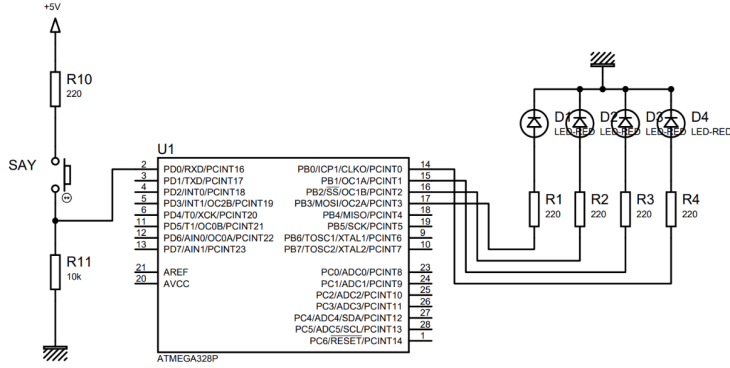 +5V
R10
220
SAY
R11
10k
U1
2 PD0/RXD/PCINT16
3 PD1/TXD/PCINT17
4 PD2/INT0/PCINT18
5 PD3/INT1/OC2B/PCINT19
6 PD4/T0/XCK/PCINT20
11 PD5/T1/OC0B/PCINT21
12 PD6/AIN0/OC0A/PCINT22
13 PD7/AIN1/PCINT23
21 AREF
20 AVCC
PB0/ICP1/CLKO/PCINT0 14
PB1/OC1A/PCINT1 15
PB2/SS/OC1B/PCINT2 16
PB3/MOSI/OC2A/PCINT3 17
PB4/MISO/PCINT4 18
PB5/SCK/PCINT5 19
PB6/TOSC1/XTAL1/PCINT6 9
PB7/TOSC2/XTAL2/PCINT7 10
PC0/ADC0/PCINT8 23
PC1/ADC1/PCINT9 24
PC2/ADC2/PCINT10 25
PC3/ADC3/PCINT11 26
PC4/ADC4/SDA/PCINT12 27
PC5/ADC5/SCL/PCINT13 28
PC6/RESET/PCINT14 1
ATMEGA328P
D1 D2 D3 D4
LED-RED LED-RED LED-RED LED-RED
R1 R2 R3 R4
220 220 220 220